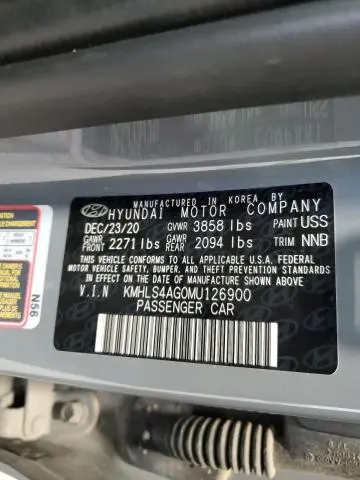 MANUFACTURED IN KOREA BY
HYUNDAI MOTOR COMPANY
DEC/23/20 GVWR 3858 lbs PAINT USS
GAWR FRONT 2271 lbs GAWR REAR 2094 lbs TRIM NNB
THIS VEHICLE CONFORMS TO ALL APPLICABLE U.S.A. FEDERAL
MOTOR VEHICLE SAFETY, BUMPER, AND THEFT PREVENTION STANDARDS
IN EFFECT ON THE DATE OF MANUFACTURE SHOWN ABOVE.
V.I.N KMHLS4AG0MU126900
PASSENGER CAR
N56